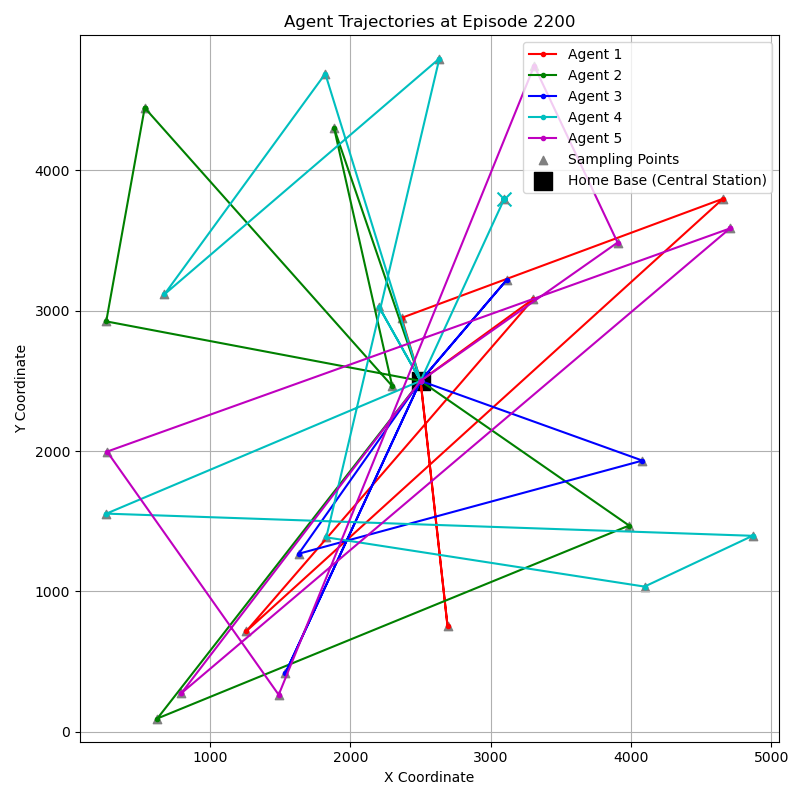 Agent Trajectories at Episode 2200
Agent 1
Agent 2
Agent 3
Agent 4
Agent 5
Sampling Points
Home Base (Central Station)
Y Coordinate
4000
3000
2000
1000
0
1000 2000 3000 4000 5000
X Coordinate